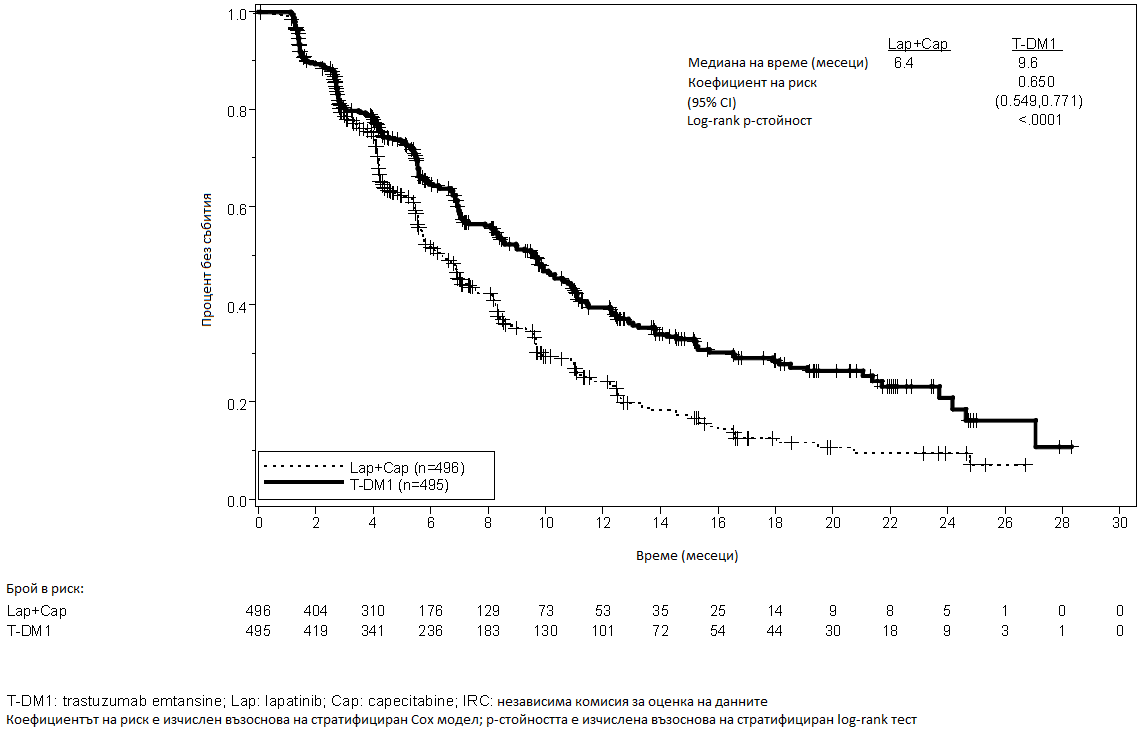 Lap+Cap T-DM1
Медиана на време (месеци) 6.4 9.6
Коефициент на риск 0.650
(95% CI) (0.549,0.771)
Log-rank p-стойност <.0001
Процент без събития
1.0
0.8
0.6
0.4
0.2
0.0
Lap+Cap (n=496)
T-DM1 (n=495)
0 2 4 6 8 10 12 14 16 18 20 22 24 26 28 30
Време (месеци)
Брой в риск:
Lap+Cap 496 404 310 176 129 73 53 35 25 14 9 8 5 1 0 0
T-DM1 495 419 341 236 183 130 101 72 54 44 30 18 9 3 1 0
T-DM1: trastuzumab emtansine; Lap: lapatinib; Cap: capecitabine; IRC: независима комисия за оценка на данните
Коефициентът на риск е изчислен възоснова на стратифициран Cox модел; р-стойността е изчислена възоснова на стратифициран log-rank тест